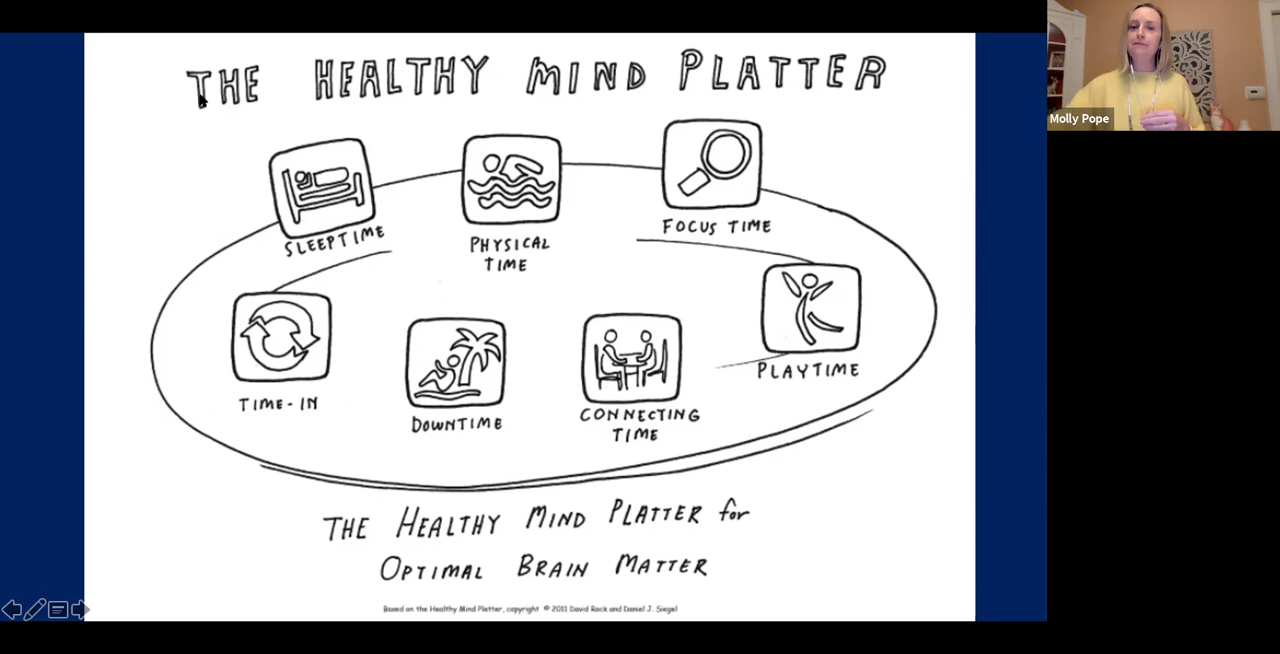 THE HEALTHY MIND PLATTER
Molly Pope
SLEEPTIME
PHYSICAL
TIME
FOCUS TIME
TIME-IN
DOWNTIME
CONNECTING
TIME
PLAYTIME
THE HEALTHY MIND PLATTER for
OPTIMAL BRAIN MATTER
Based on the Healthy Mind Platter, copyright © 2011 David Rock and Daniel J. Siegel